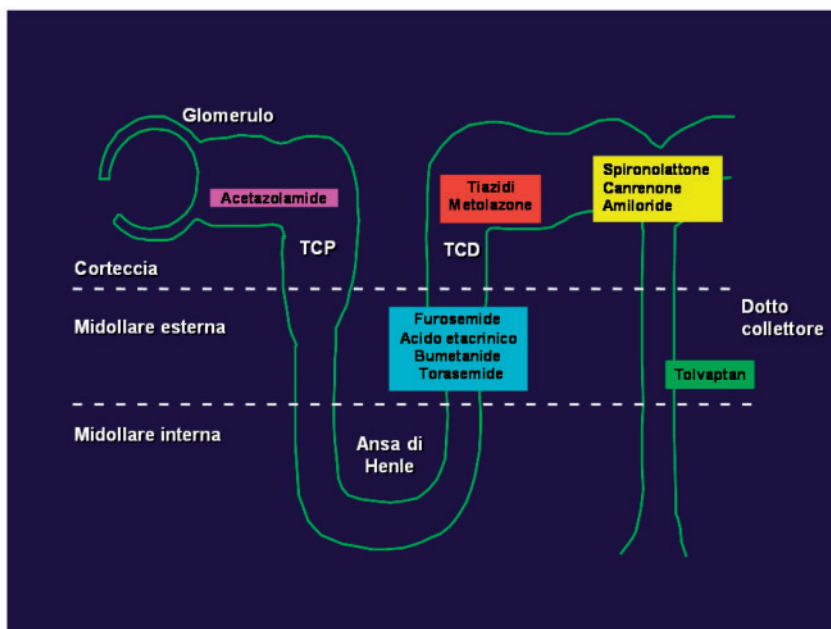 Glomerulo
Acetazolamide
Tiazidi
Metolazone
Spironolattone
Canrenone
Amiloride
TCP
TCD
Corteccia
Midollare esterna
Furosemide
Acido etacrinico
Bumetanide
Torasemide
Dotto
collettore
Tolvaptan
Midollare interna
Ansa di
Henle